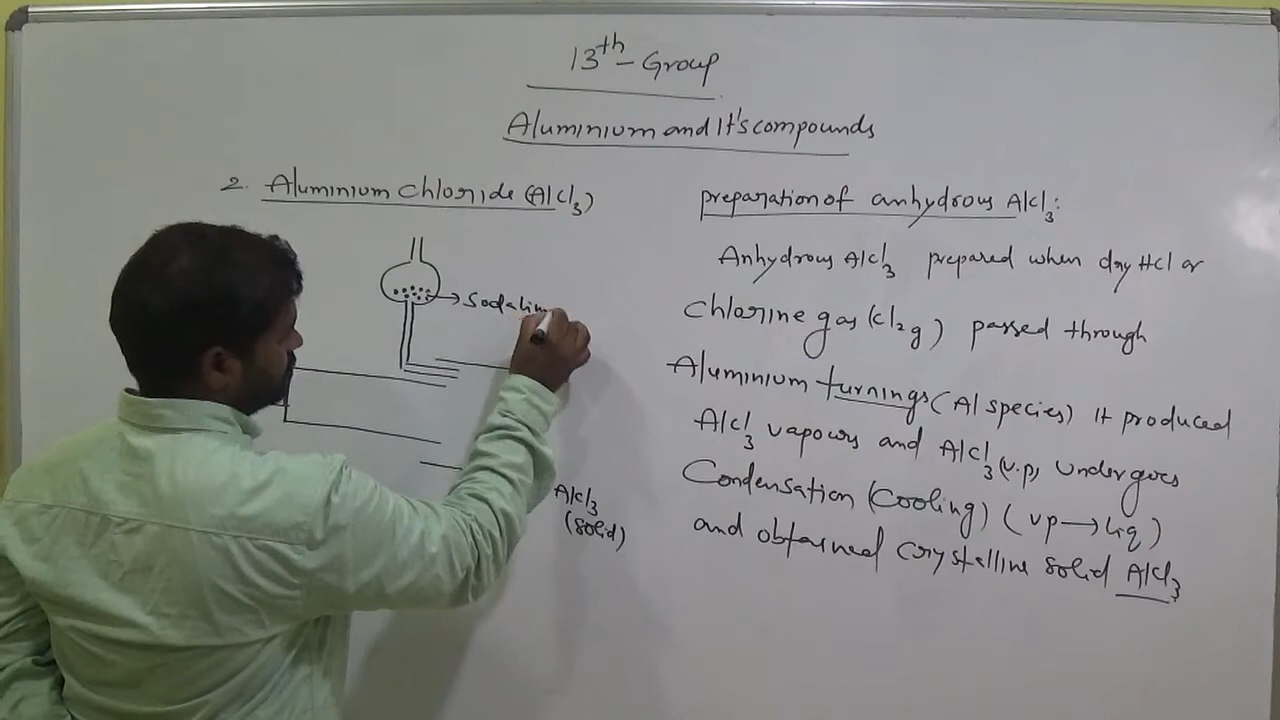 13th - Group
Aluminium and It's compounds
2. Aluminium Chloride (AlCl3)
→ Sodalim
AlCl3
(solid)
preparation of anhydrous AlCl3:
Anhydrous AlCl3 prepared when dry HCl or
Chlorine gas (Cl2 g) passed through
Aluminium turnings (Al species) It produced
AlCl3 vapours and AlCl3 (v.p) undergoes
Condensation (Cooling) (vp → liq)
and obtained crystalline solid AlCl3